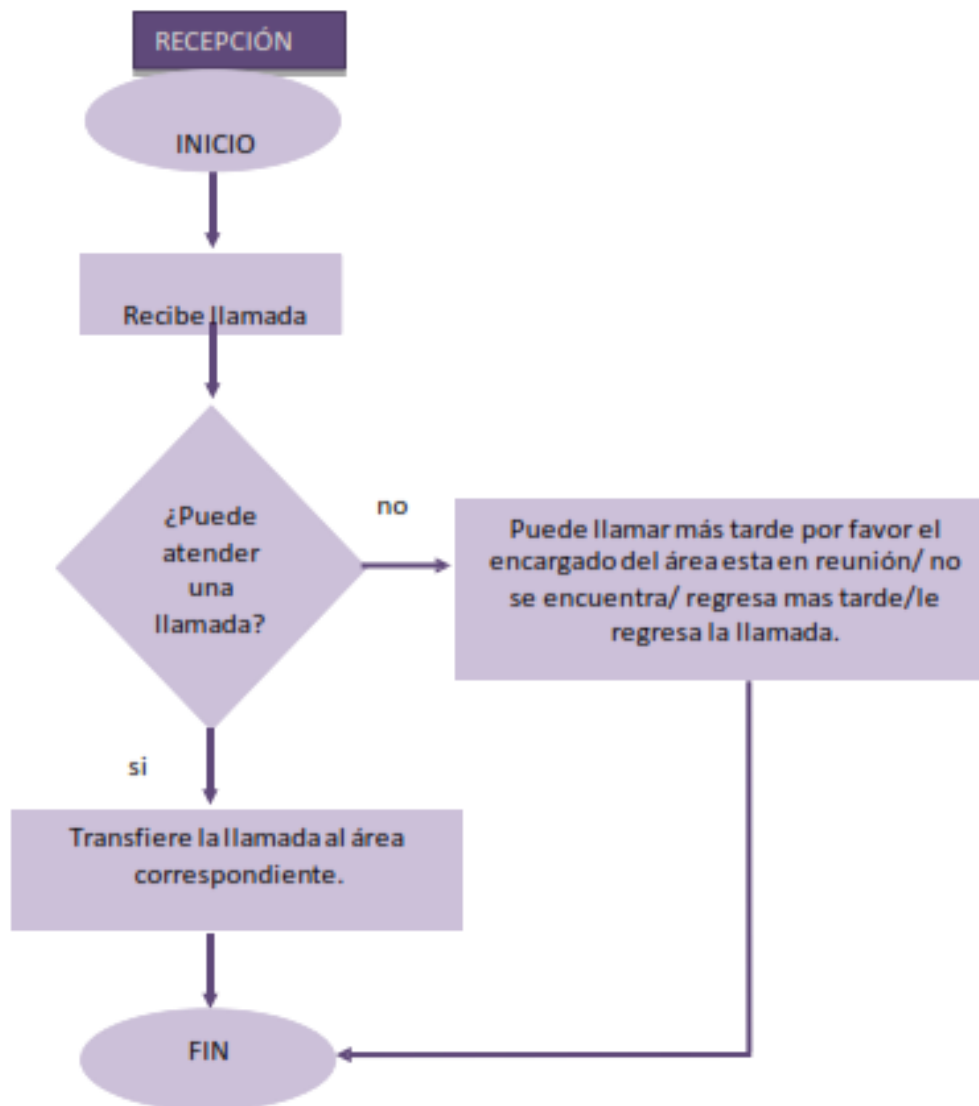 RECEPCIÓN
INICIO
Recibe llamada
¿Puede
atender
una
llamada?
no
Puede llamar más tarde por favor el
encargado del área esta en reunión/ no
se encuentra/ regresa mas tarde/le
regresa la llamada.
si
Transfiere la llamada al área
correspondiente.
FIN